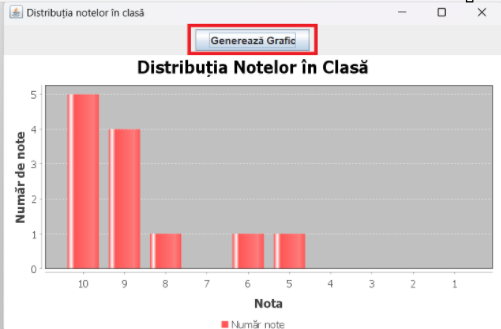 Distribuția notelor în clasă
Generează Grafic
Distribuția Notelor în Clasă
Număr de note
5
4
3
2
1
0
10 9 8 7 6 5 4 3 2 1
Nota
Număr note